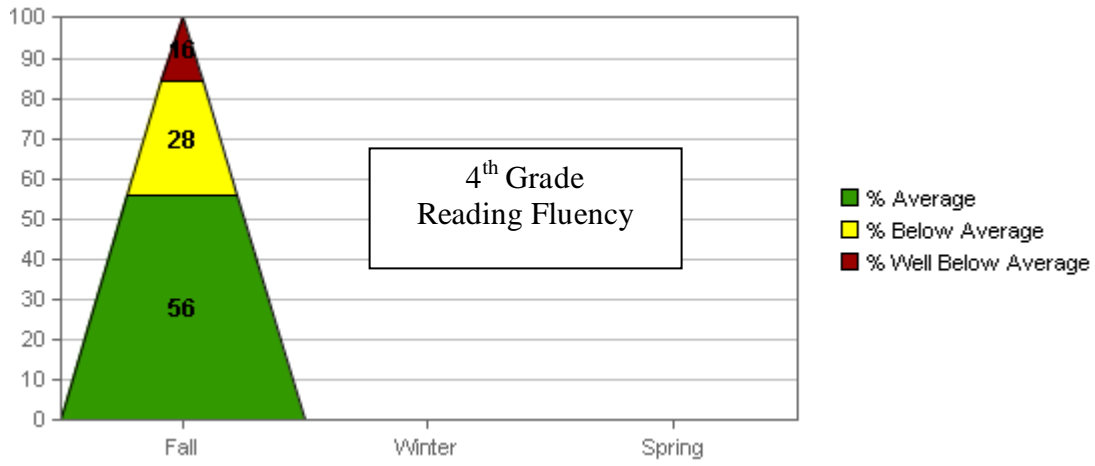 100
90
80
70
60
50
40
30
20
10
0
16
28
56
4th Grade
Reading Fluency
Fall Winter Spring
% Average
% Below Average
% Well Below Average